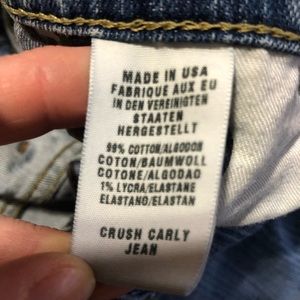 MADE IN USA
FABRIQUE AUX EU
IN DEN VEREINIGTEN
STAATEN
HERGESTELLT
99% COTTON/ALGODON
COTON/BAUMWOLL
COTONE/ALGODAO
1% LYCRA/ELASTANE
ELASTANO/ELASTAN
CRUSH CARLY
JEAN